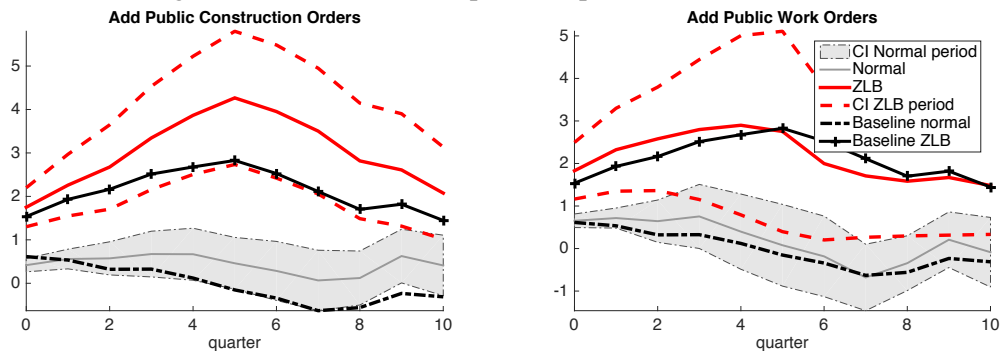 Add Public Construction Orders
5
4
3
2
1
0
0
2
4
6
8
10
quarter
Add Public Work Orders
5
4
3
2
1
0
-1
0
2
4
6
8
10
quarter
CI Normal period
Normal
ZLB
CI ZLB period
Baseline normal
Baseline ZLB